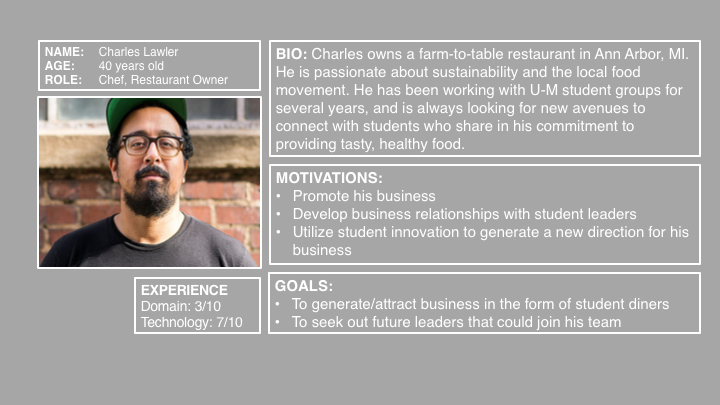 NAME: Charles Lawler
AGE: 40 years old
ROLE: Chef, Restaurant Owner
BIO: Charles owns a farm-to-table restaurant in Ann Arbor, MI.
He is passionate about sustainability and the local food
movement. He has been working with U-M student groups for
several years, and is always looking for new avenues to
connect with students who share in his commitment to
providing tasty, healthy food.
MOTIVATIONS:
• Promote his business
• Develop business relationships with student leaders
• Utilize student innovation to generate a new direction for his
business
EXPERIENCE
Domain: 3/10
Technology: 7/10
GOALS:
• To generate/attract business in the form of student diners
• To seek out future leaders that could join his team